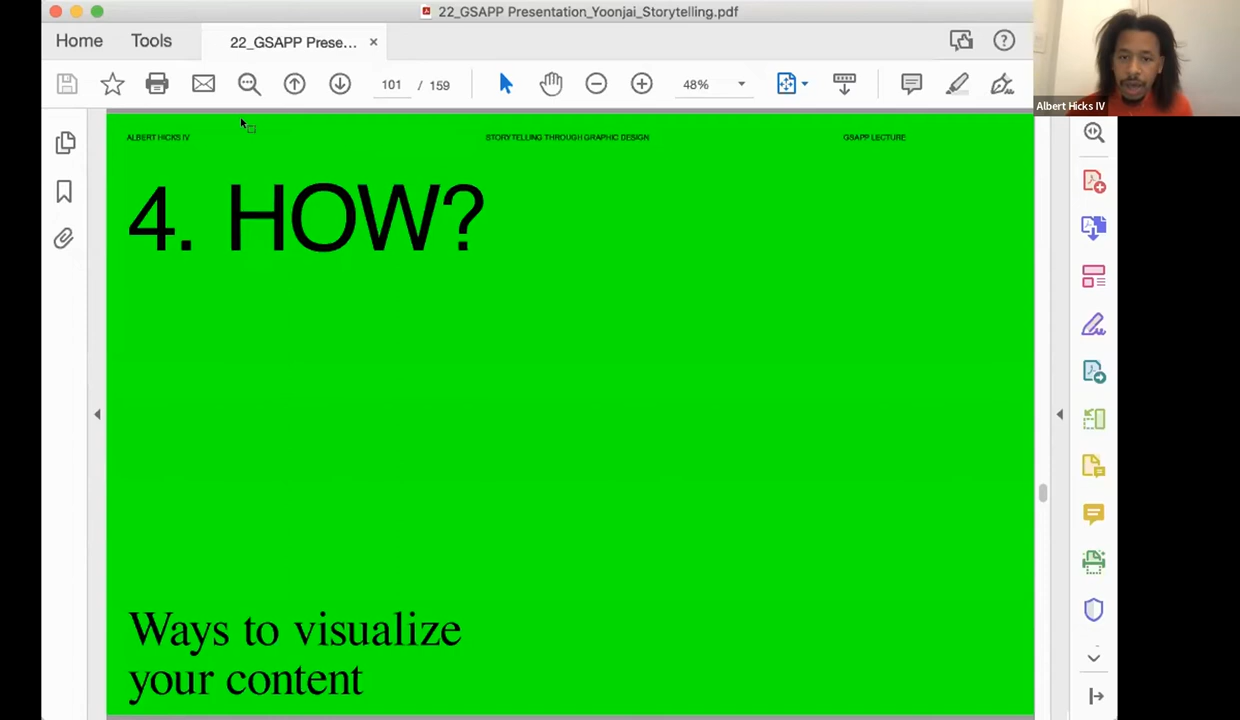 22_GSAPP Presentation_Yoonjai_Storytelling.pdf
Home
Tools
22_GSAPP Prese...
101 / 159
48%
Albert Hicks IV
ALBERT HICKS IV
STORYTELLING THROUGH GRAPHIC DESIGN
GSAPP LECTURE
4. HOW?
Ways to visualize
your content